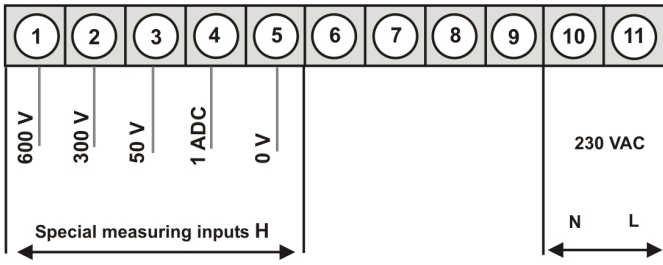 1 2 3 4 5 6 7 8 9 10 11
600 V
300 V
50 V
1 ADC
0 V
230 VAC
N L
Special measuring inputs H